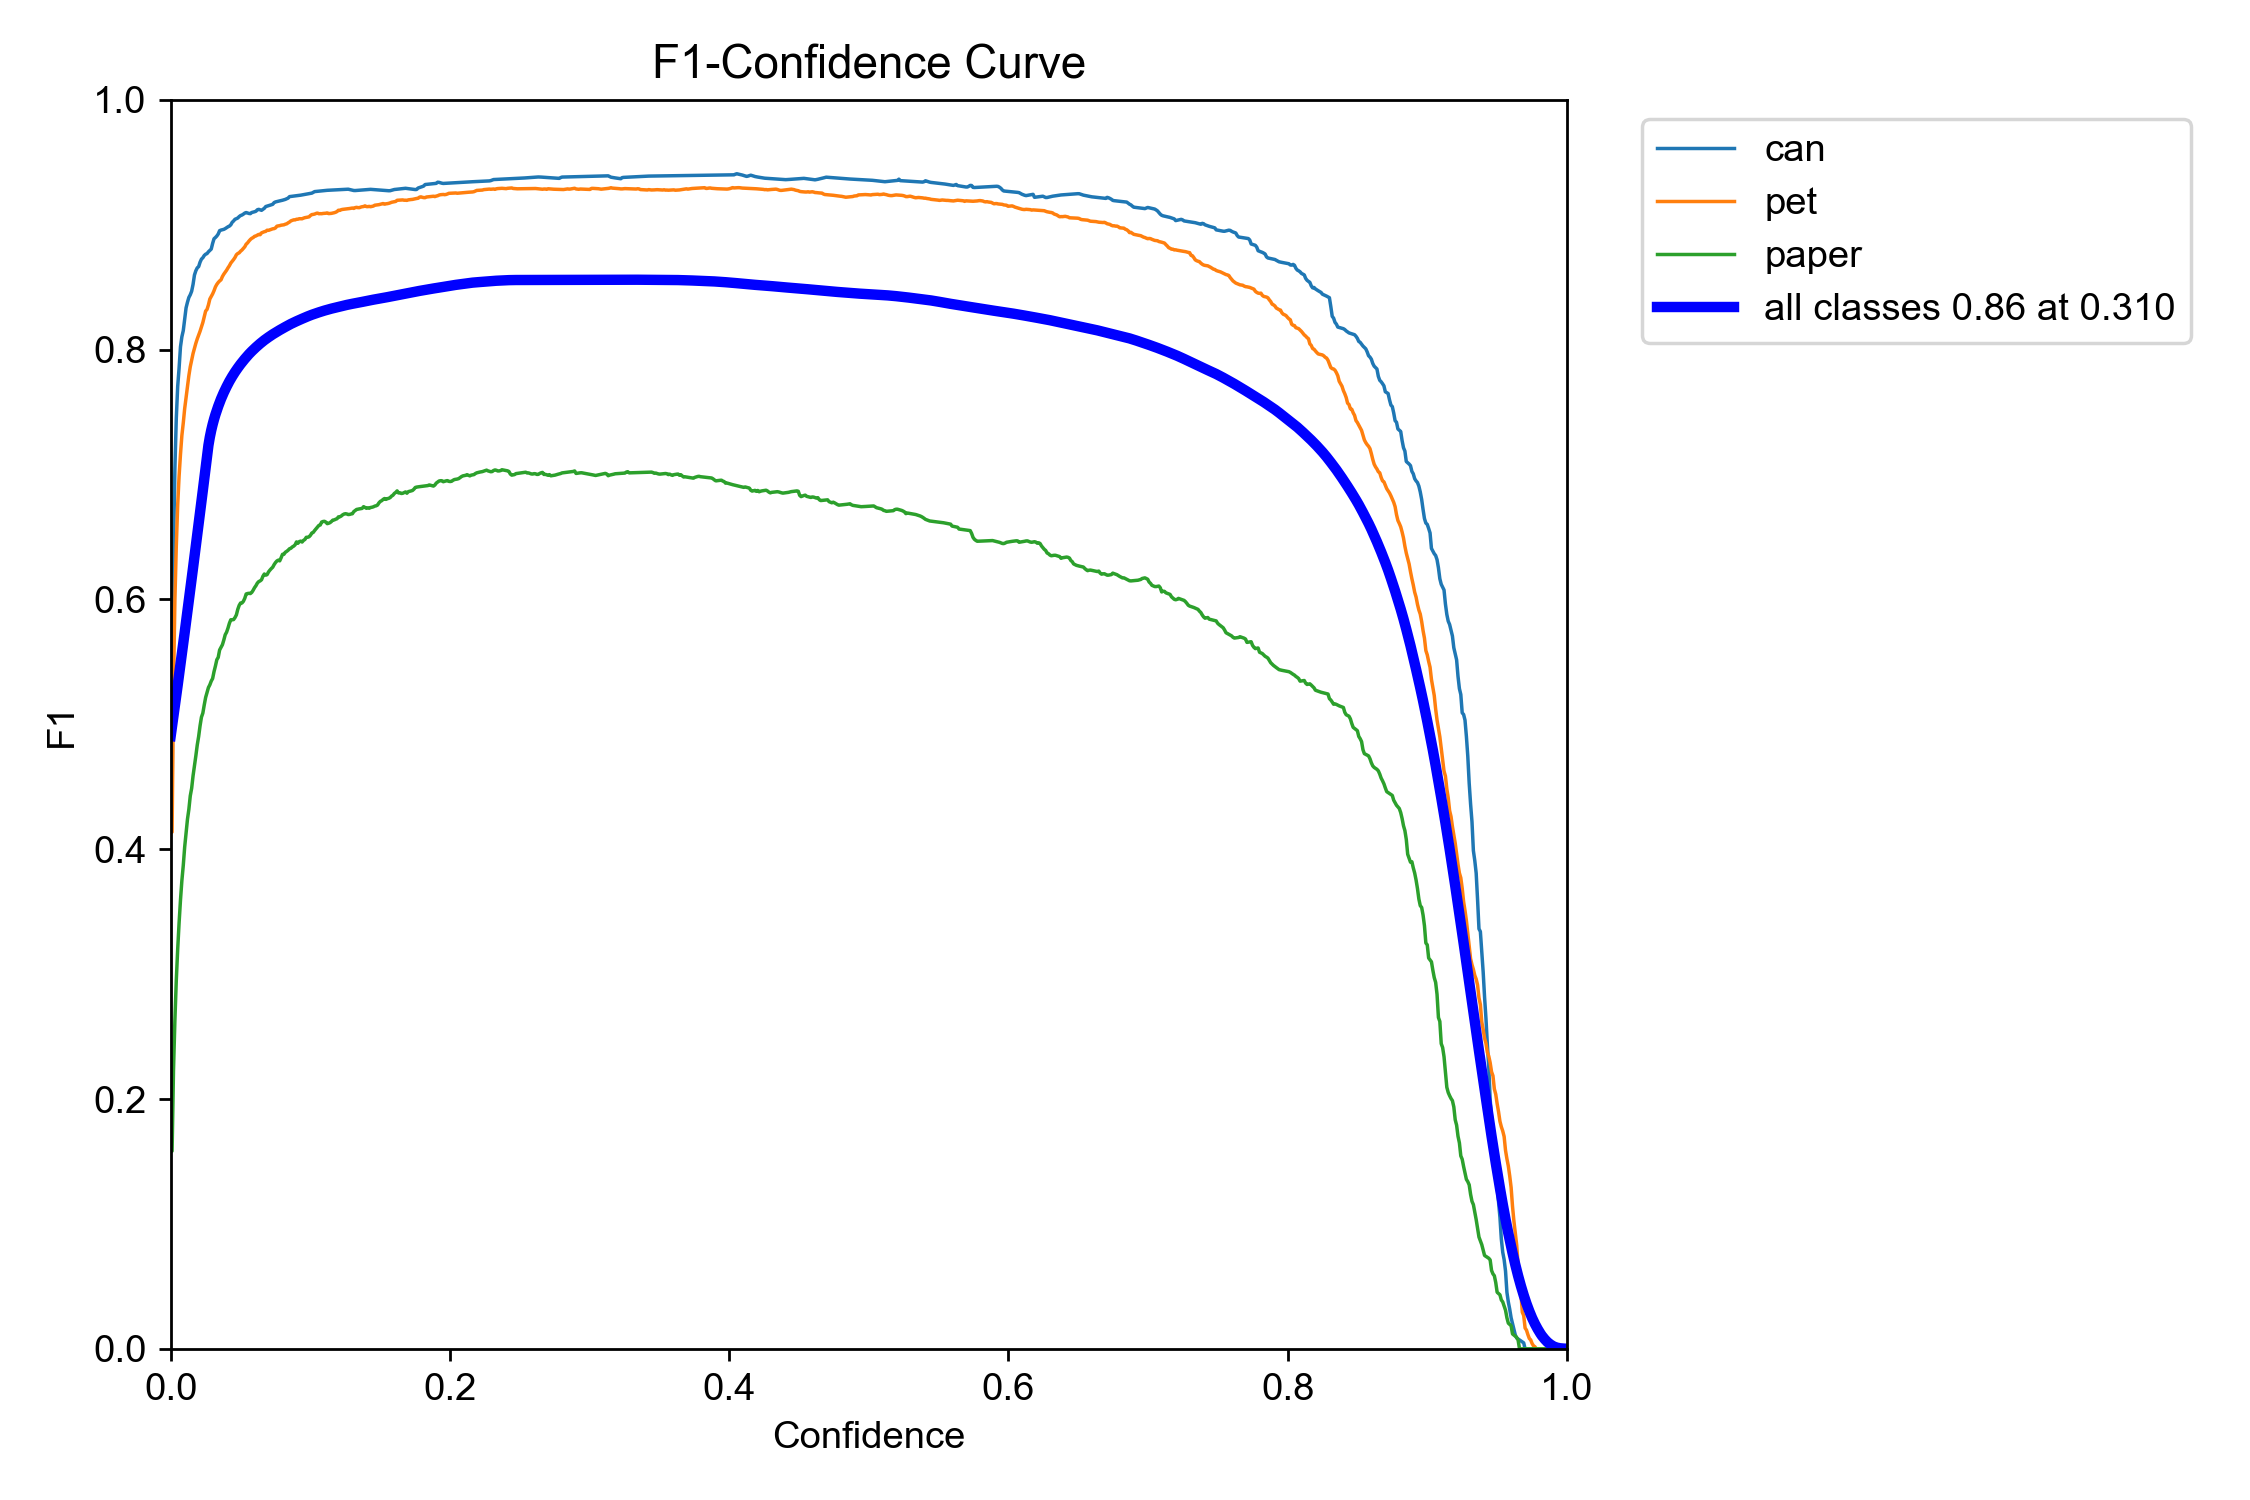 F1-Confidence Curve
1.0
0.8
0.6
0.4
0.2
0.0
F1
0.0 0.2 0.4 0.6 0.8 1.0
Confidence
can
pet
paper
all classes 0.86 at 0.310